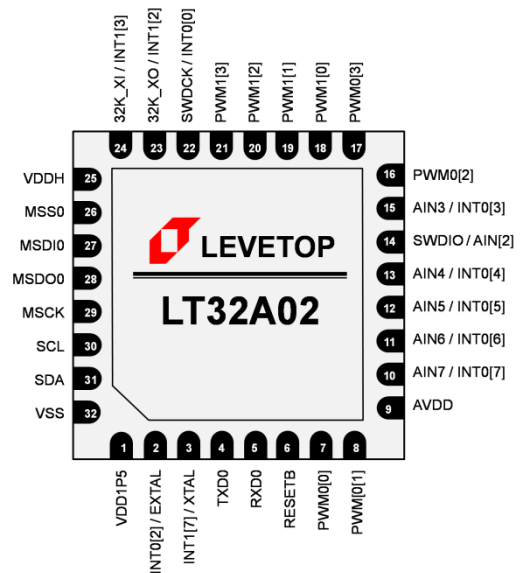 32K_XI / INT1[3]
32K_XO / INT1[2]
SWDCK / INT0[0]
PWM1[3]
PWM1[2]
PWM1[1]
PWM1[0]
PWM0[3]
24
23
22
21
20
19
18
17
VDDH 25
MSS0 26
MSDI0 27
MSDO0 28
MSCK 29
SCL 30
SDA 31
VSS 32
LEVETOP
LT32A02
16 PWM0[2]
15 AIN3 / INT0[3]
14 SWDIO / AIN[2]
13 AIN4 / INT0[4]
12 AIN5 / INT0[5]
11 AIN6 / INT0[6]
10 AIN7 / INT0[7]
9 AVDD
1
2
3
4
5
6
7
8
VDD1P5
INT0[2] / EXTAL
INT1[7] / XTAL
TXD0
RXD0
RESETB
PWM0[0]
PWM[0[1]